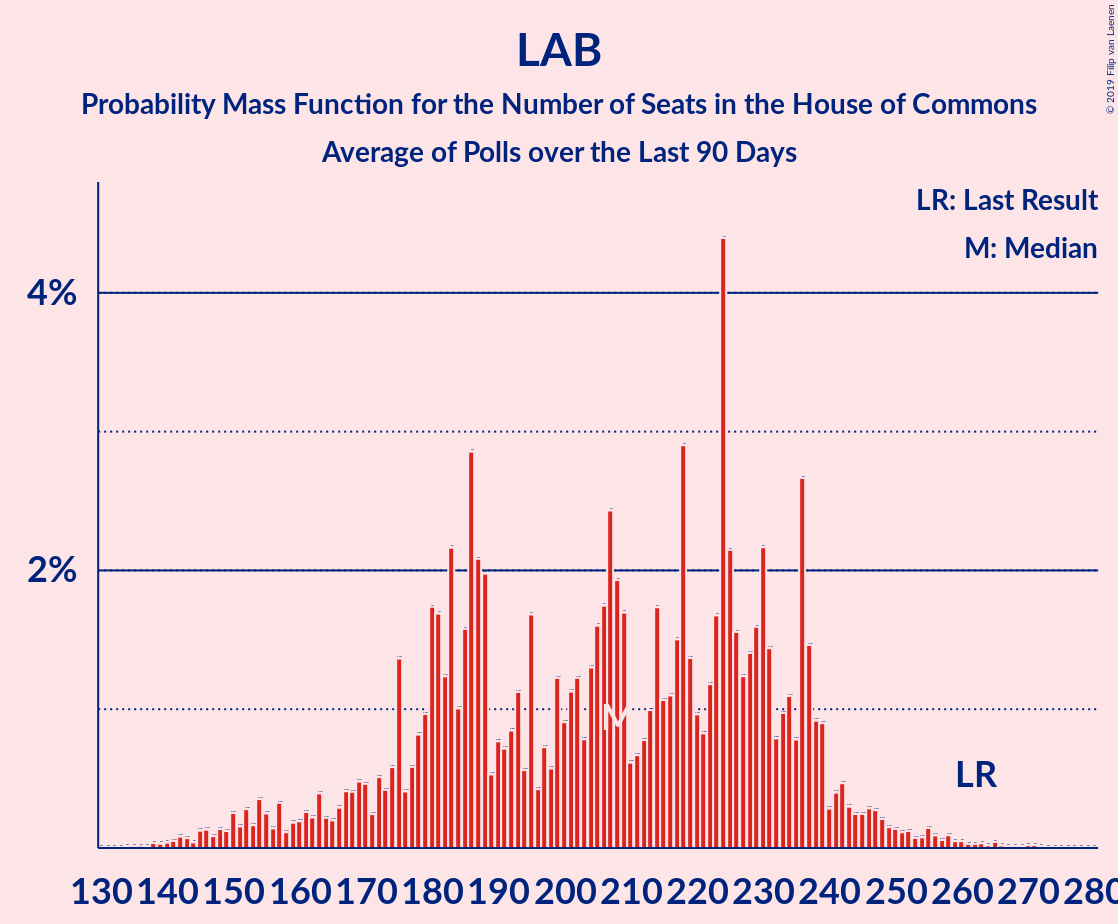 LAB
Probability Mass Function for the Number of Seats in the House of Commons
Average of Polls over the Last 90 Days
© 2019 Filip van Laenen
LR: Last Result
M: Median
4%
2%
M
LR
130 140 150 160 170 180 190 200 210 220 230 240 250 260 270 280